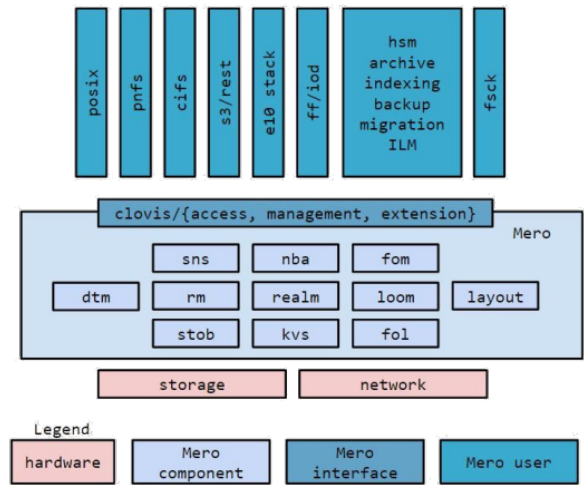 posix
pnfs
cifs
s3/rest
e10 stack
ff/iod
hsm
archive
indexing
backup
migration
ILM
fsck
clovis/{access, management, extension}
Mero
sns nba fom
dtm rm realm loom layout
stob kvs fol
storage network
Legend
hardware
Mero
component
Mero
interface
Mero user